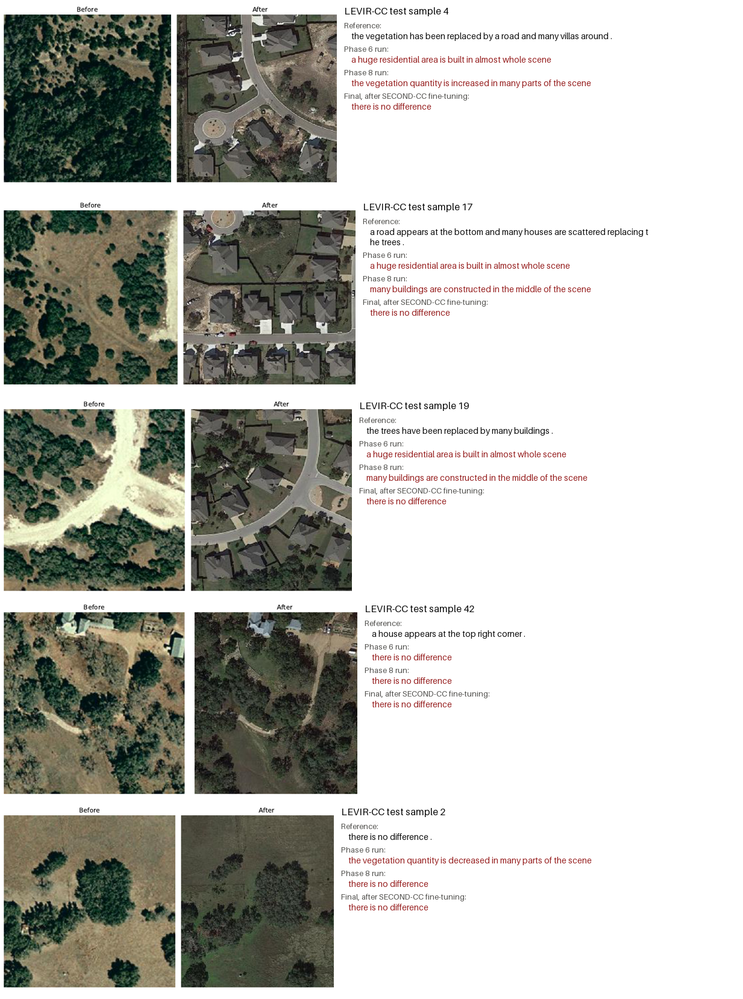 Before After
LEVIR-CC test sample 4
Reference:
the vegetation has been replaced by a road and many villas around .
Phase 6 run:
a huge residential area is built in almost whole scene
Phase 8 run:
the vegetation quantity is increased in many parts of the scene
Final, after SECOND-CC fine-tuning:
there is no difference
Before After
LEVIR-CC test sample 17
Reference:
a road appears at the bottom and many houses are scattered replacing t
he trees .
Phase 6 run:
a huge residential area is built in almost whole scene
Phase 8 run:
many buildings are constructed in the middle of the scene
Final, after SECOND-CC fine-tuning:
there is no difference
Before After
LEVIR-CC test sample 19
Reference:
the trees have been replaced by many buildings .
Phase 6 run:
a huge residential area is built in almost whole scene
Phase 8 run:
many buildings are constructed in the middle of the scene
Final, after SECOND-CC fine-tuning:
there is no difference
Before After
LEVIR-CC test sample 42
Reference:
a house appears at the top right corner .
Phase 6 run:
there is no difference
Phase 8 run:
there is no difference
Final, after SECOND-CC fine-tuning:
there is no difference
Before After
LEVIR-CC test sample 2
Reference:
there is no difference .
Phase 6 run:
the vegetation quantity is decreased in many parts of the scene
Phase 8 run:
there is no difference
Final, after SECOND-CC fine-tuning:
there is no difference